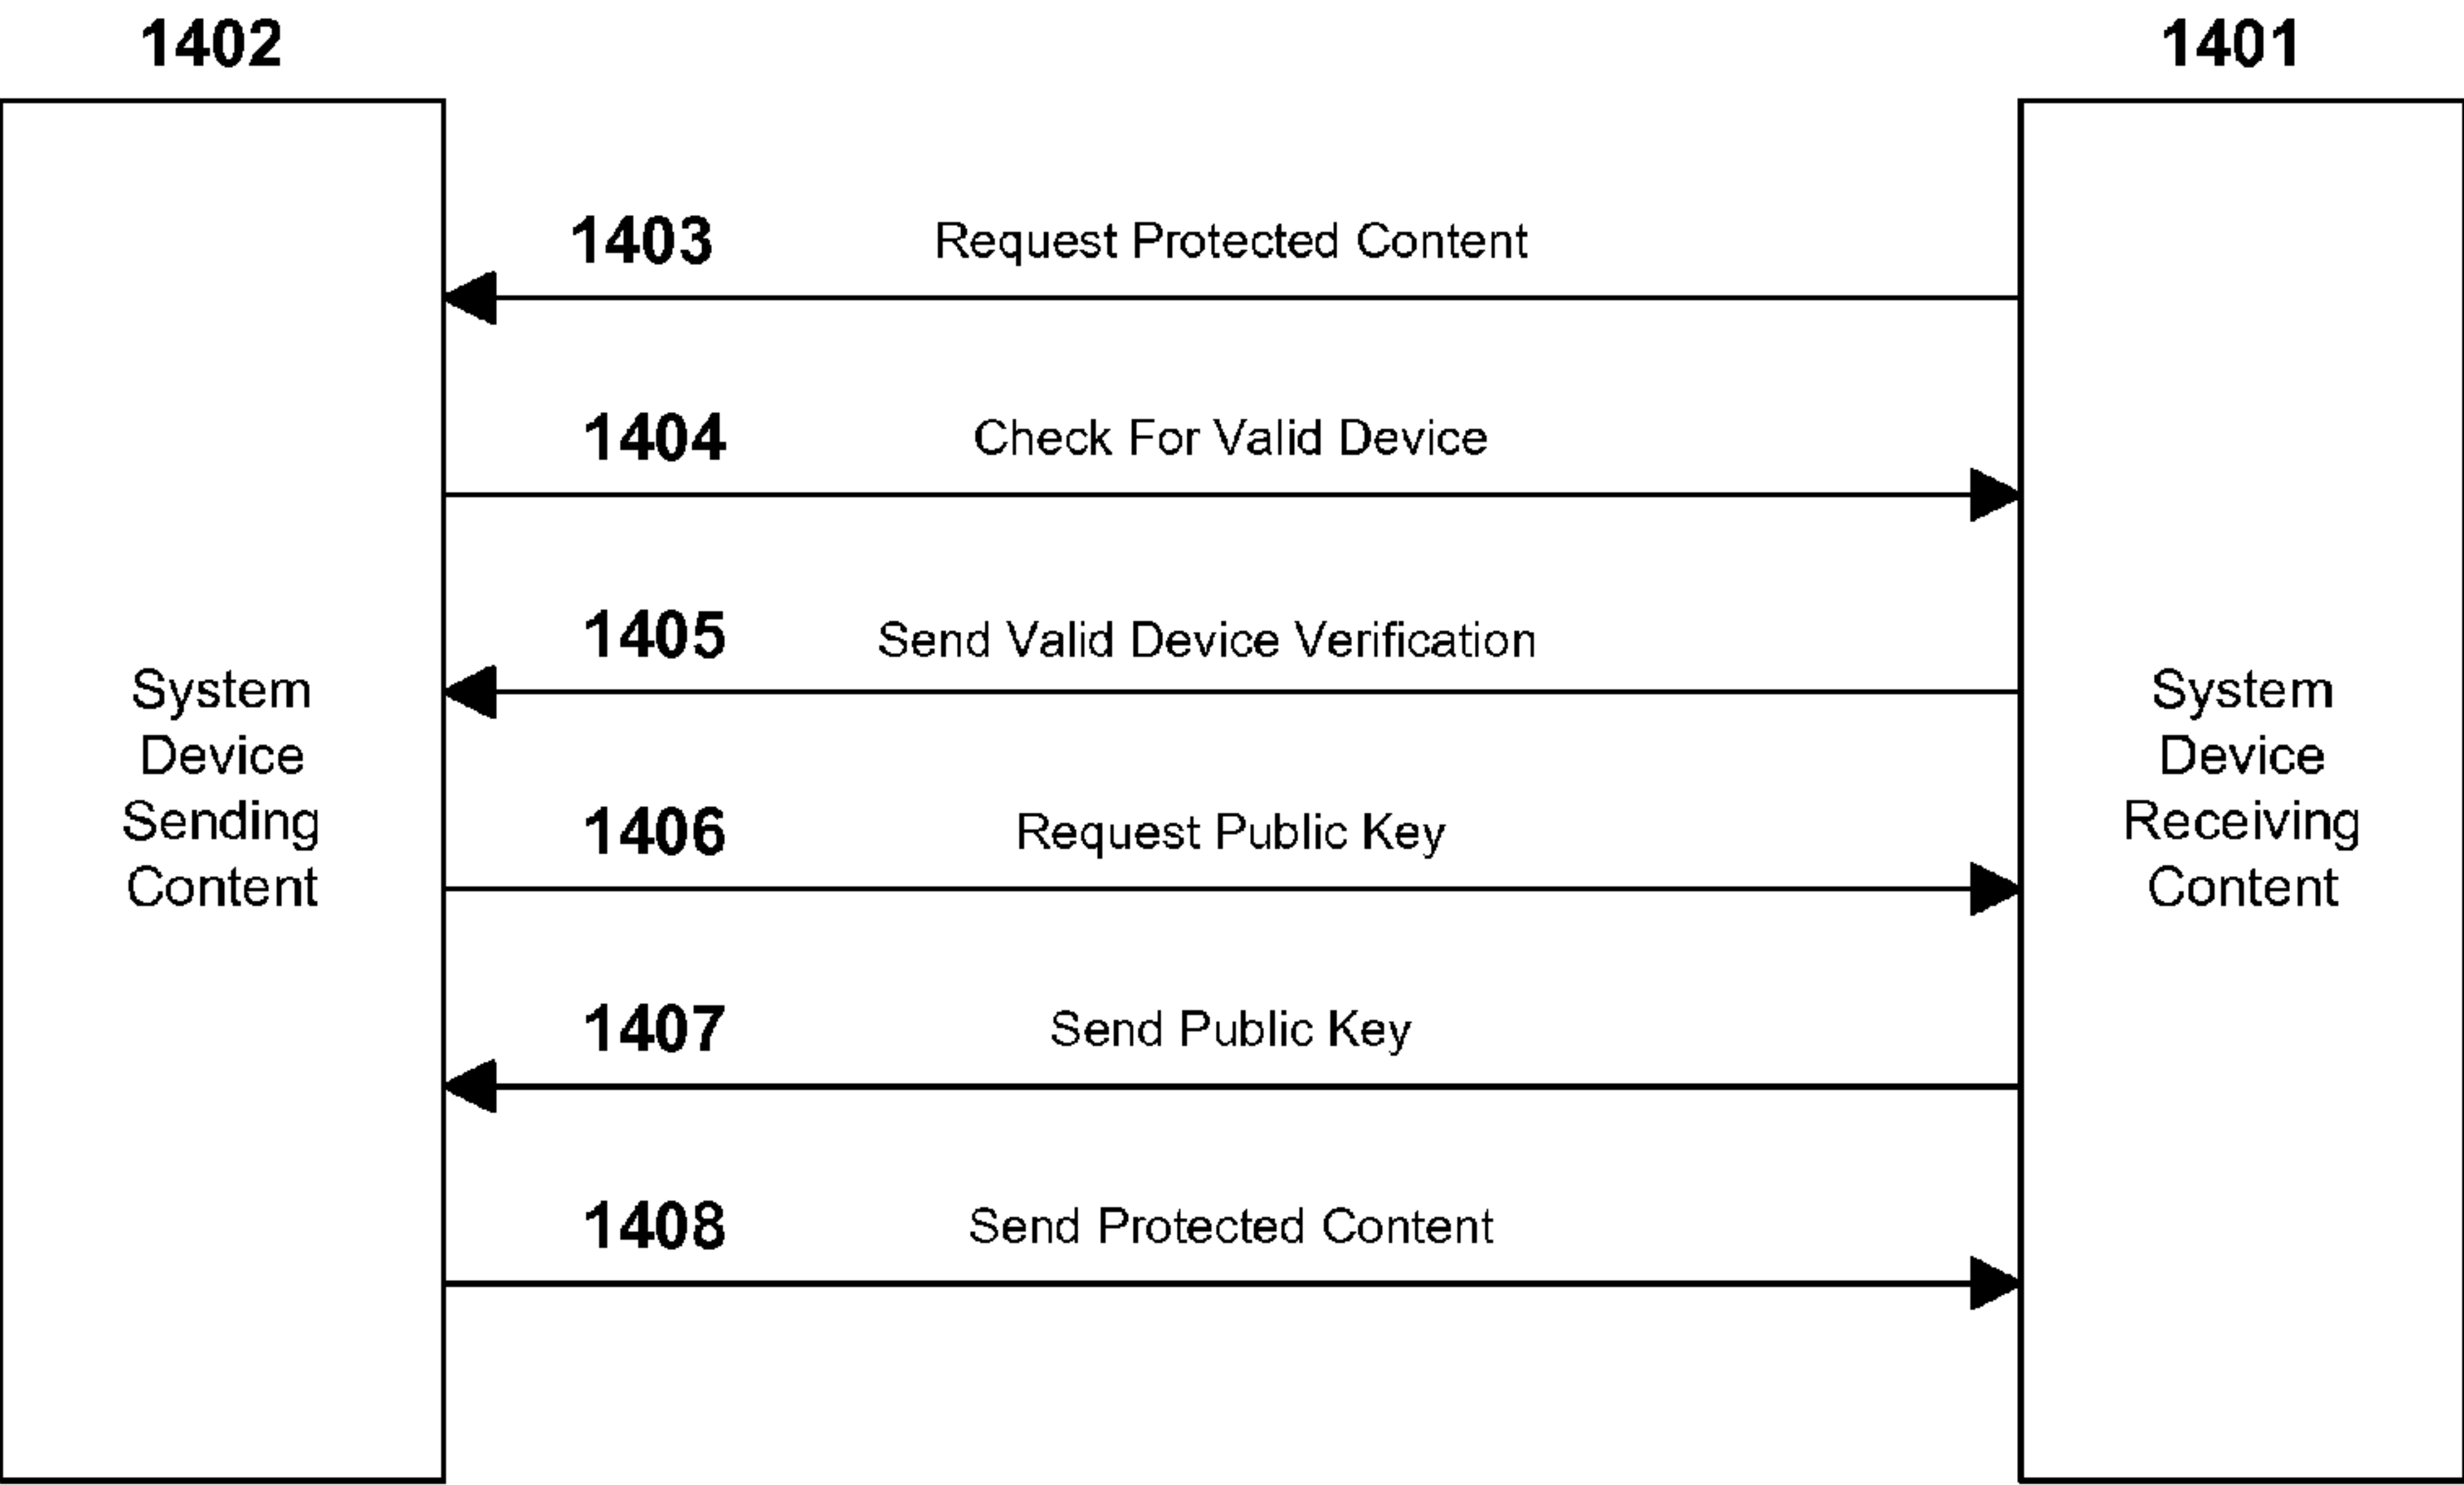 1402
1401
1403 Request Protected Content
1404 Check For Valid Device
1405 Send Valid Device Verification
System
Device
Sending
Content
1406 Request Public Key
System
Device
Receiving
Content
1407 Send Public Key
1408 Send Protected Content